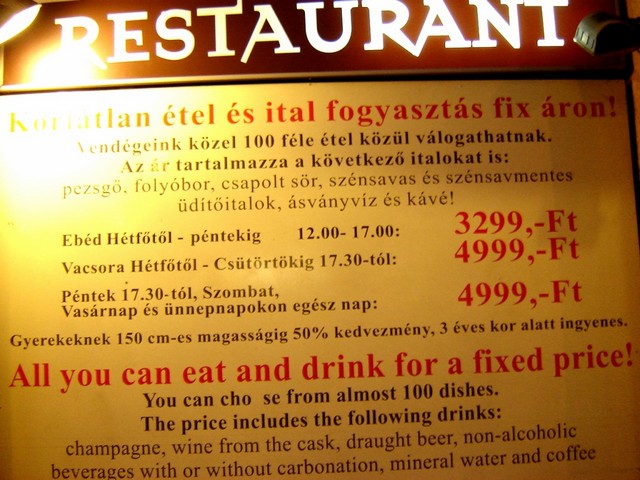 RESTAURANT
Korlátlan étel és ital fogyasztás fix áron!
Vendégeink közel 100 féle étel közül válogathatnak.
Az ár tartalmazza a következő italokat is:
pezsgő, folyóbor, csapolt sör, szénsavas és szénsavmentes
üdítőitalok, ásványvíz és kávé!
Ebéd Hétfőtől - péntekig 12.00- 17.00: 3299,-Ft
Vacsora Hétfőtől - Csütörtökig 17.30-tól: 4999,-Ft
Péntek 17.30-tól, Szombat,
Vasárnap és ünnepnapokon egész nap: 4999,-Ft
Gyerekeknek 150 cm-es magasságig 50% kedvezmény, 3 éves kor alatt ingyenes.
All you can eat and drink for a fixed price!
You can cho se from almost 100 dishes.
The price includes the following drinks:
champagne, wine from the cask, draught beer, non-alcoholic
beverages with or without carbonation, mineral water and coffee